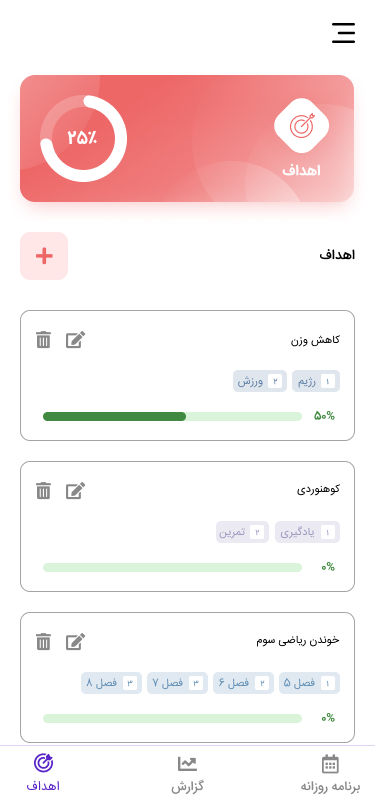 ۲۵٪
اهداف
اهداف
کاهش وزن
۱ رژیم ۲ ورزش
۵۰%
کوهنوردی
۱ یادگیری ۲ تمرین
۰%
خوندن ریاضی سوم
۱ فصل ۵ ۲ فصل ۶ ۳ فصل ۷ ۳ فصل ۸
۰%
برنامه روزانه گزارش اهداف